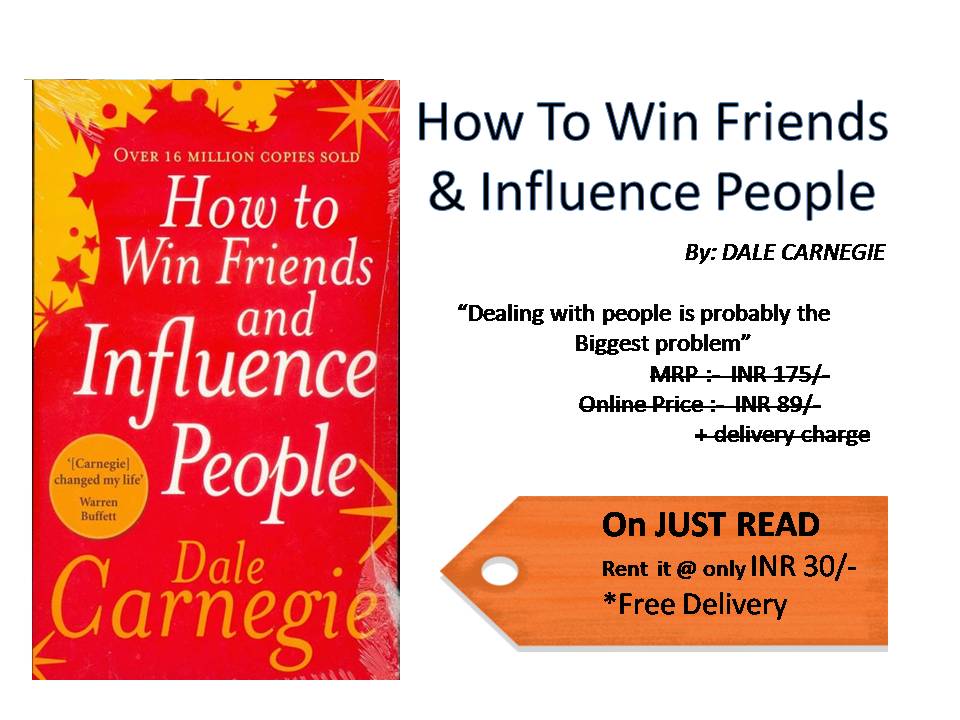 OVER 16 MILLION COPIES SOLD
How to
Win Friends
and
Influence
People
'[Carnegie]
changed my life'
Warren
Buffett
Dale
Carnegie
How To Win Friends
& Influence People
By: DALE CARNEGIE
“Dealing with people is probably the
Biggest problem”
MRP :- INR 175/-
Online Price :- INR 89/-
+ delivery charge
On JUST READ
Rent it @ only INR 30/-
*Free Delivery